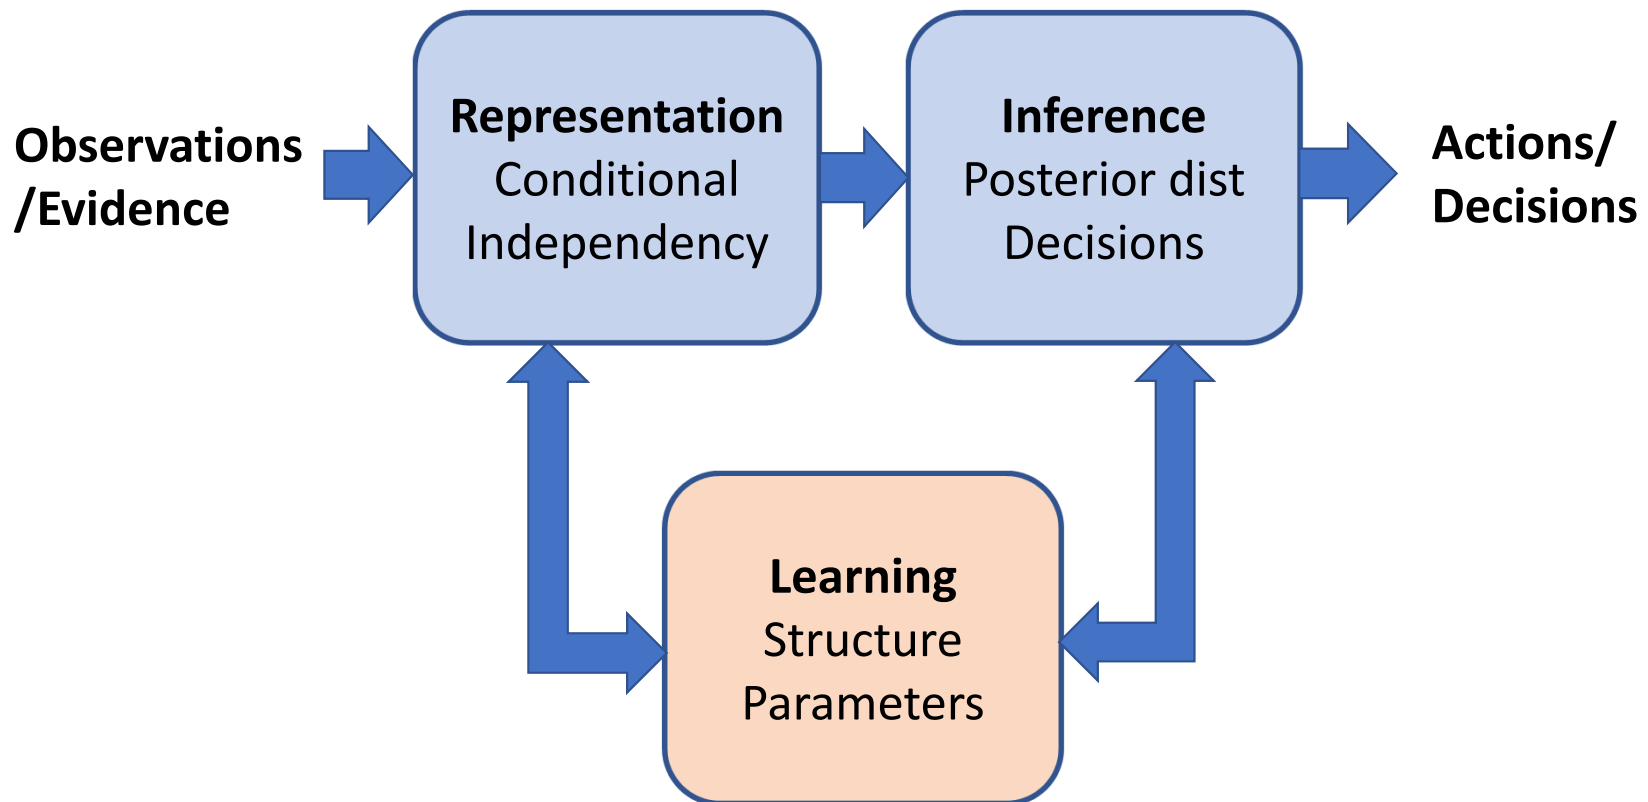 Observations
/Evidence
Representation
Conditional
Independency
Inference
Posterior dist
Decisions
Actions/
Decisions
Learning
Structure
Parameters